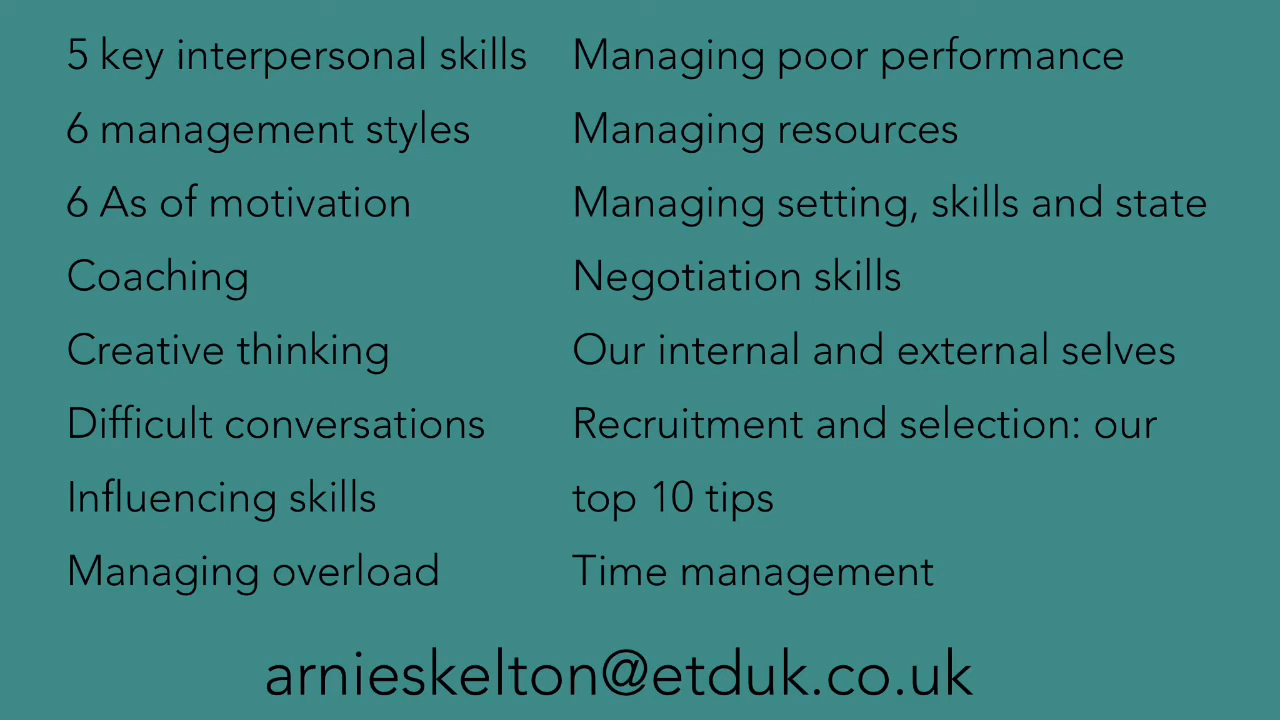 5 key interpersonal skills
6 management styles
6 As of motivation
Coaching
Creative thinking
Difficult conversations
Influencing skills
Managing overload
Managing poor performance
Managing resources
Managing setting, skills and state
Negotiation skills
Our internal and external selves
Recruitment and selection: our
top 10 tips
Time management
arnieskelton@etduk.co.uk